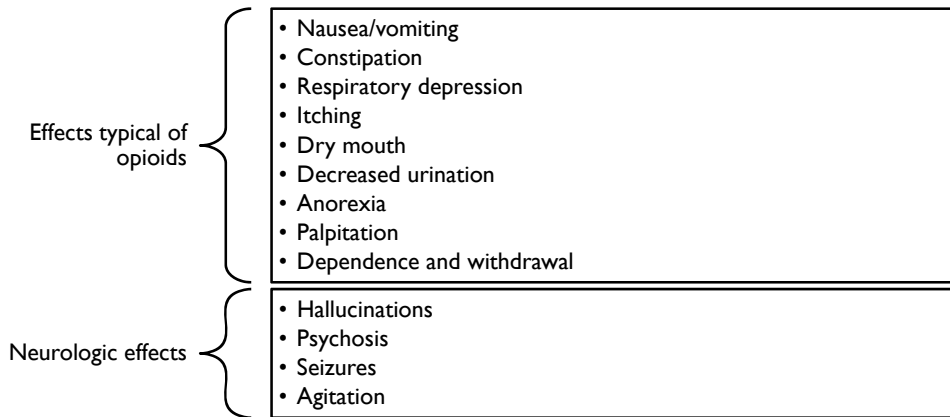 Effects typical of
opioids
• Nausea/vomiting
• Constipation
• Respiratory depression
• Itching
• Dry mouth
• Decreased urination
• Anorexia
• Palpitation
• Dependence and withdrawal
Neurologic effects
• Hallucinations
• Psychosis
• Seizures
• Agitation